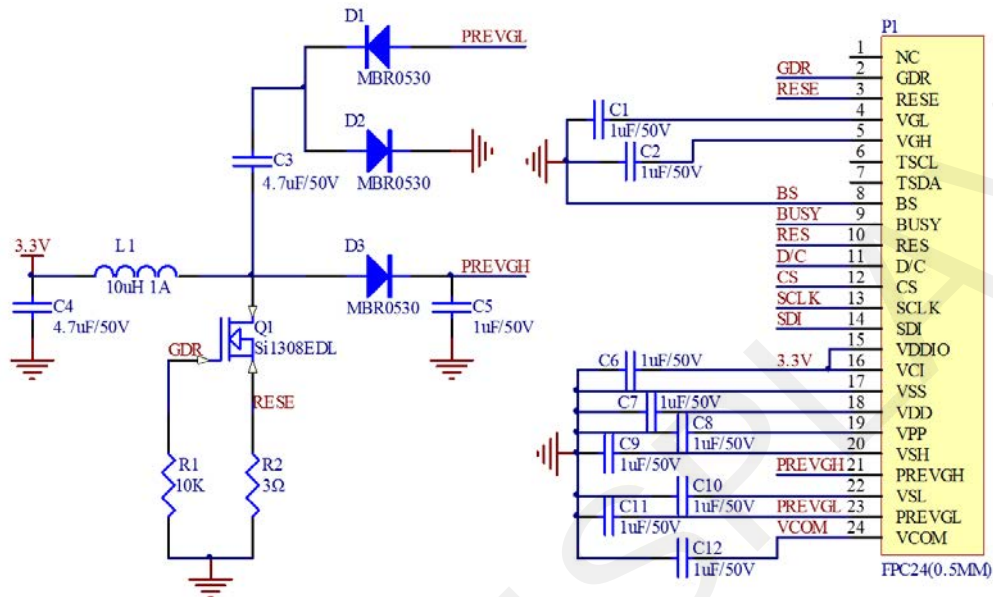 D1
PREVGL
MBR0530
D2
MBR0530
C3
4.7uF/50V
3.3V
L1
10uH 1A
D3
PREVGH
MBR0530
C4
4.7uF/50V
C5
1uF/50V
Q1
Si1308EDL
GDR
RESE
R1
10K
R2
3Ω
P1
1 NC
GDR 2 GDR
RESE 3 RESE
C1 4 VGL
1uF/50V
5 VGH
C2
1uF/50V
6 TSCL
7 TSDA
BS 8 BS
BUSY 9 BUSY
RES 10 RES
D/C 11 D/C
CS 12 CS
SCLK 13 SCLK
SDI 14 SDI
15 VDDIO
C6 1uF/50V 3.3V 16 VCI
17 VSS
C7 1uF/50V 18 VDD
C8 19 VPP
1uF/50V
C9 20 VSH
1uF/50V
PREVGH 21 PREVGH
C10 22 VSL
1uF/50V
C11 PREVGL 23 PREVGL
1uF/50V
VCOM 24 VCOM
C12
1uF/50V
FPC24(0.5MM)